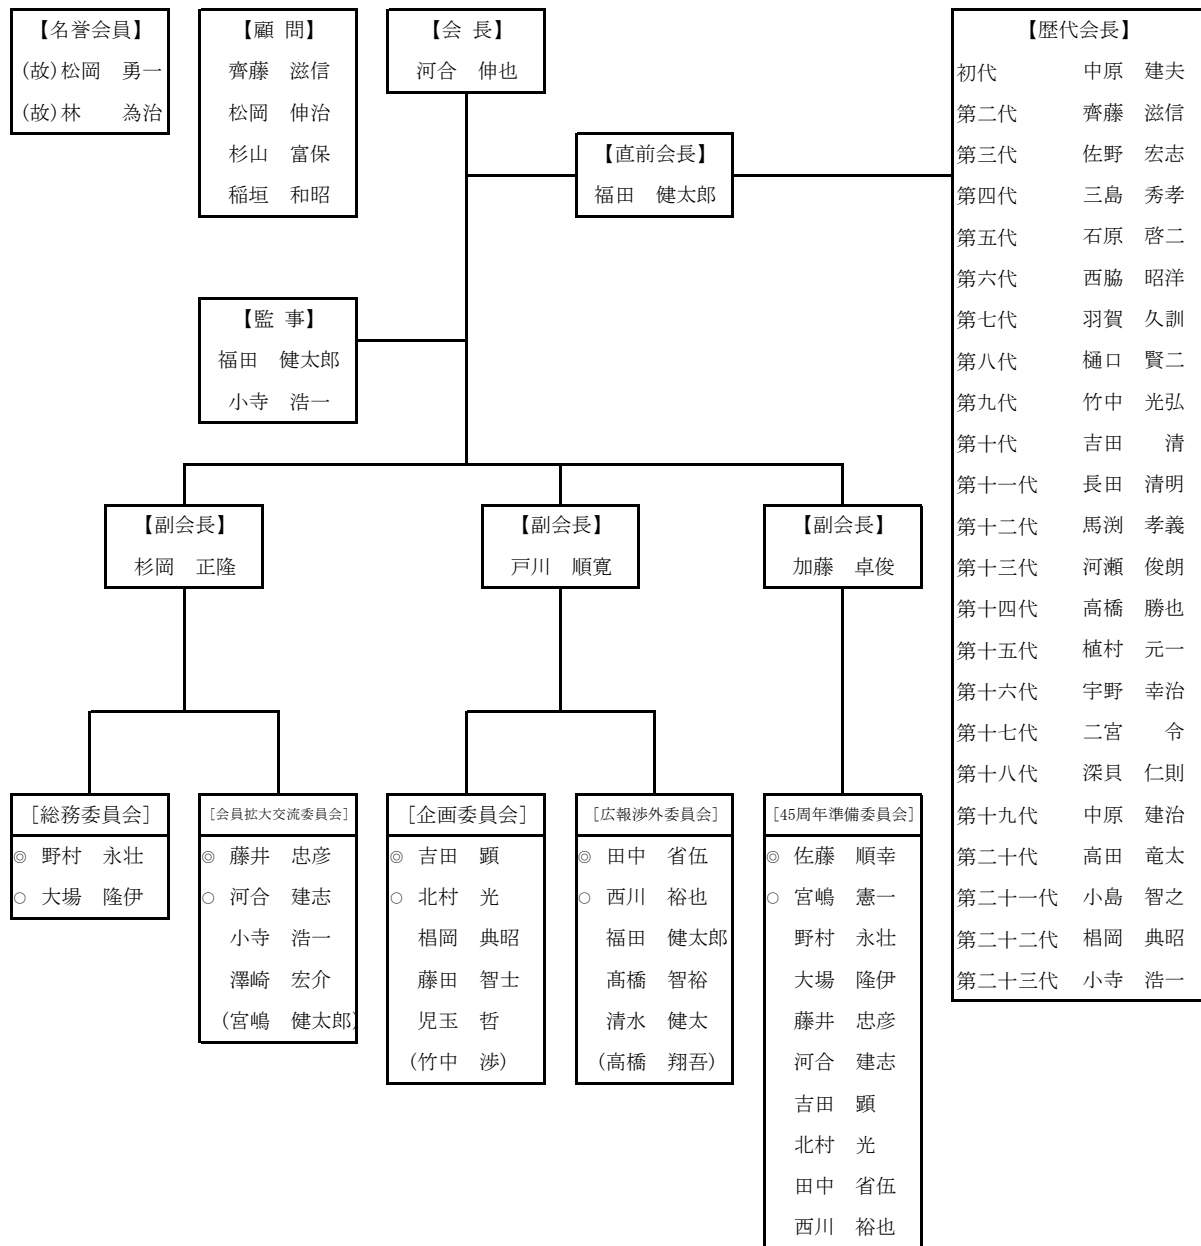 【名誉会員】
(故)松岡　勇一
(故)林　　為治
【顧 問】
齊藤　滋信
松岡　伸治
杉山　富保
稲垣　和昭
【会 長】
河合　伸也
【直前会長】
福田　健太郎
【歴代会長】
初代　中原　建夫
第二代　齊藤　滋信
第三代　佐野　宏志
第四代　三島　秀孝
第五代　石原　啓二
第六代　西脇　昭洋
第七代　羽賀　久訓
第八代　樋口　賢二
第九代　竹中　光弘
第十代　吉田　　清
第十一代　長田　清明
第十二代　馬渕　孝義
第十三代　河瀬　俊朗
第十四代　高橋　勝也
第十五代　植村　元一
第十六代　宇野　幸治
第十七代　二宮　　令
第十八代　深貝　仁則
第十九代　中原　建治
第二十代　高田　竜太
第二十一代　小島　智之
第二十二代　椙岡　典昭
第二十三代　小寺　浩一
【監 事】
福田　健太郎
小寺　浩一
【副会長】
杉岡　正隆
【副会長】
戸川　順寛
【副会長】
加藤　卓俊
[総務委員会]
◎ 野村　永壮
○ 大場　隆伊
[会員拡大交流委員会]
◎ 藤井　忠彦
○ 河合　建志
小寺　浩一
澤崎　宏介
(宮嶋　健太郎)
[企画委員会]
◎ 吉田　顕
○ 北村　光
椙岡　典昭
藤田　智士
児玉　哲
(竹中　渉)
[広報渉外委員会]
◎ 田中　省伍
○ 西川　裕也
福田　健太郎
髙橋　智裕
清水　健太
(高橋　翔吾)
[45周年準備委員会]
◎ 佐藤　順幸
○ 宮嶋　憲一
野村　永壮
大場　隆伊
藤井　忠彦
河合　建志
吉田　顕
北村　光
田中　省伍
西川　裕也